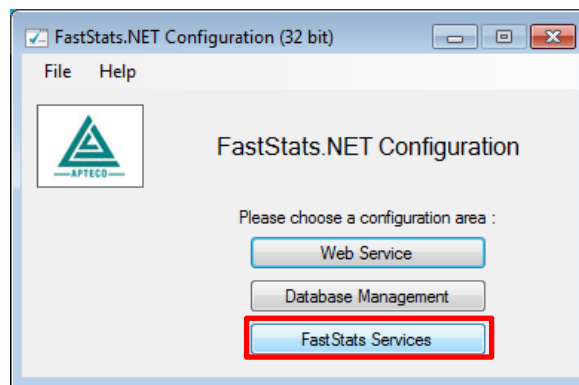 FastStats.NET Configuration (32 bit)
File Help
APTECO
FastStats.NET Configuration
Please choose a configuration area :
Web Service
Database Management
FastStats Services